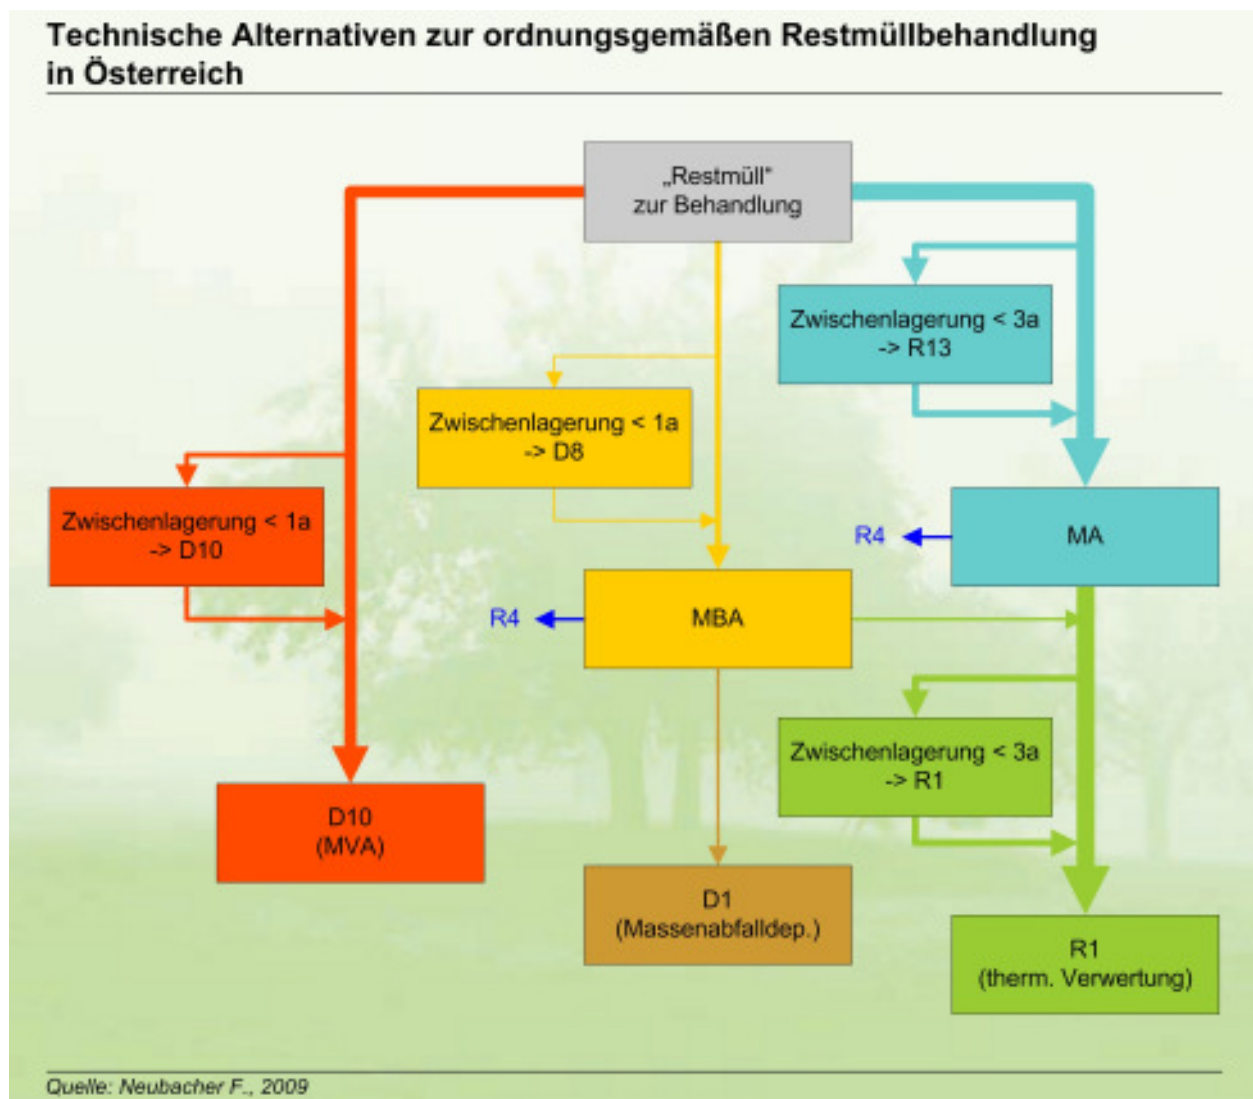 Technische Alternativen zur ordnungsgemäßen Restmüllbehandlung
in Österreich
„Restmüll“
zur Behandlung
Zwischenlagerung < 3a
-> R13
Zwischenlagerung < 1a
-> D8
Zwischenlagerung < 1a
-> D10
R4
MA
R4
MBA
Zwischenlagerung < 3a
-> R1
D10
(MVA)
D1
(Massenabfalldep.)
R1
(therm. Verwertung)
Quelle: Neubacher F., 2009